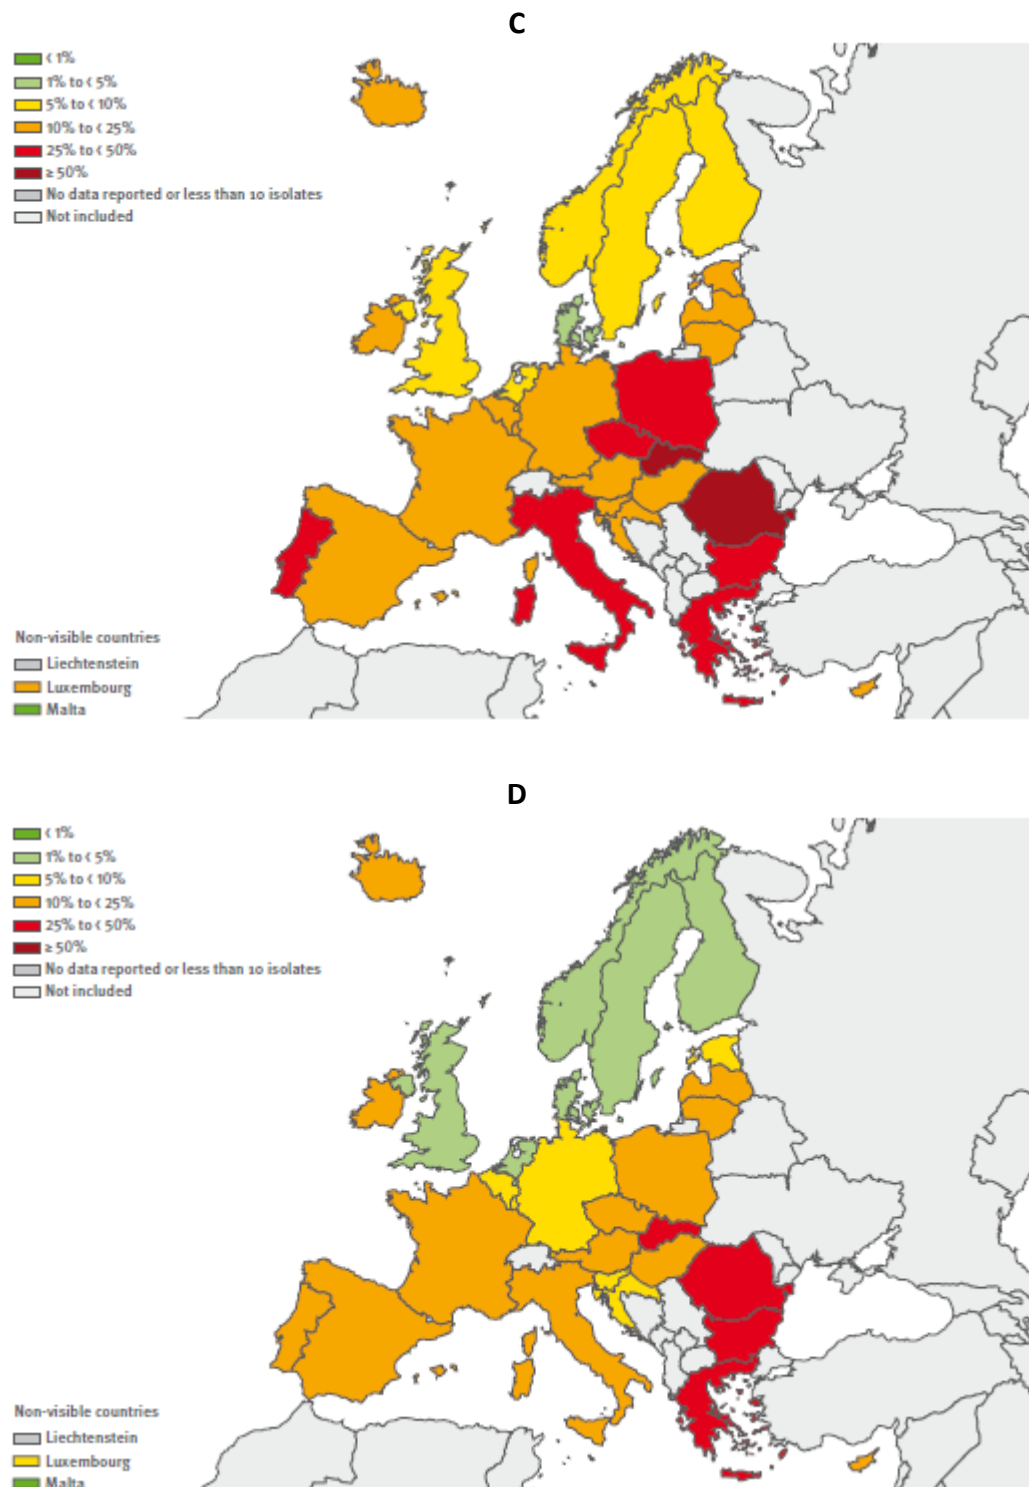 C
< 1%
1% to < 5%
5% to < 10%
10% to < 25%
25% to < 50%
≥ 50%
No data reported or less than 10 isolates
Not included
Non-visible countries
Liechtenstein
Luxembourg
Malta
D
< 1%
1% to < 5%
5% to < 10%
10% to < 25%
25% to < 50%
≥ 50%
No data reported or less than 10 isolates
Not included
Non-visible countries
Liechtenstein
Luxembourg
Malta